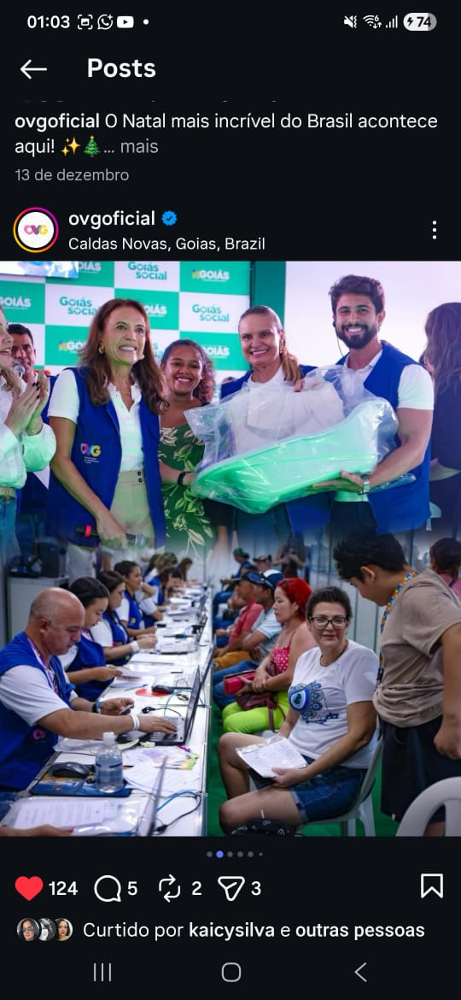 01:03
74
Posts
ovgoficial O Natal mais incrível do Brasil acontece
aqui! ✨🎄... mais
13 de dezembro
OVG
ovgoficial
Caldas Novas, Goias, Brazil
Goiás Social
GOIÁS
GOIÁS
Goiás Social
Goiás Social
OVG
124
5
2
3
Curtido por kaicysilva e outras pessoas